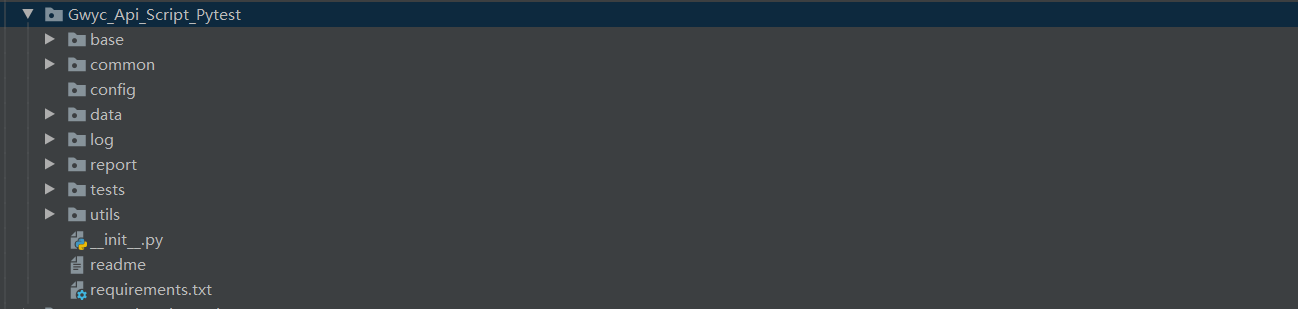 Gwyc_Api_Script_Pytest
base
common
config
data
log
report
tests
utils
__init__.py
readme
requirements.txt